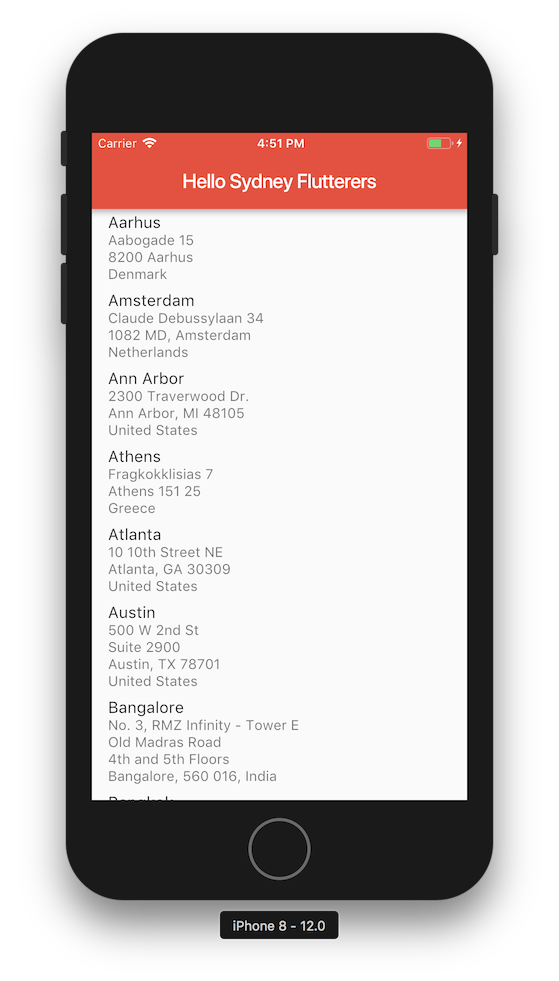 Carrier
4:51 PM
Hello Sydney Flutterers
Aarhus
Aabogade 15
8200 Aarhus
Denmark
Amsterdam
Claude Debussylaan 34
1082 MD, Amsterdam
Netherlands
Ann Arbor
2300 Traverwood Dr.
Ann Arbor, MI 48105
United States
Athens
Fragkokklisias 7
Athens 151 25
Greece
Atlanta
10 10th Street NE
Atlanta, GA 30309
United States
Austin
500 W 2nd St
Suite 2900
Austin, TX 78701
United States
Bangalore
No. 3, RMZ Infinity - Tower E
Old Madras Road
4th and 5th Floors
Bangalore, 560 016, India
Bangkok
iPhone 8 - 12.0